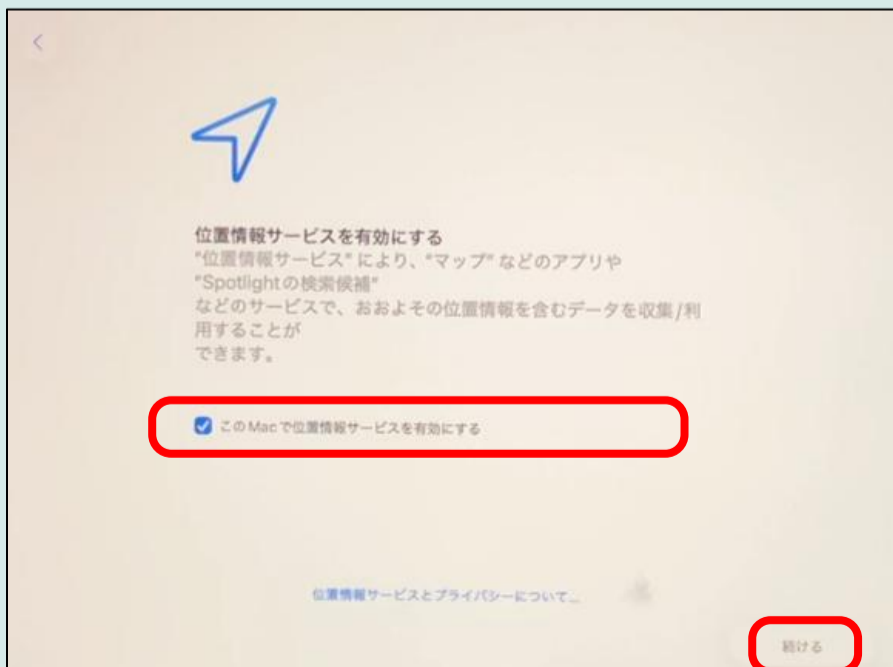 位置情報サービスを有効にする
"位置情報サービス" により、"マップ" などのアプリや
"Spotlightの検索候補"
などのサービスで、おおよその位置情報を含むデータを収集/利
用することが
できます。
このMacで位置情報サービスを有効にする
位置情報サービスとプライバシーについて...
続ける